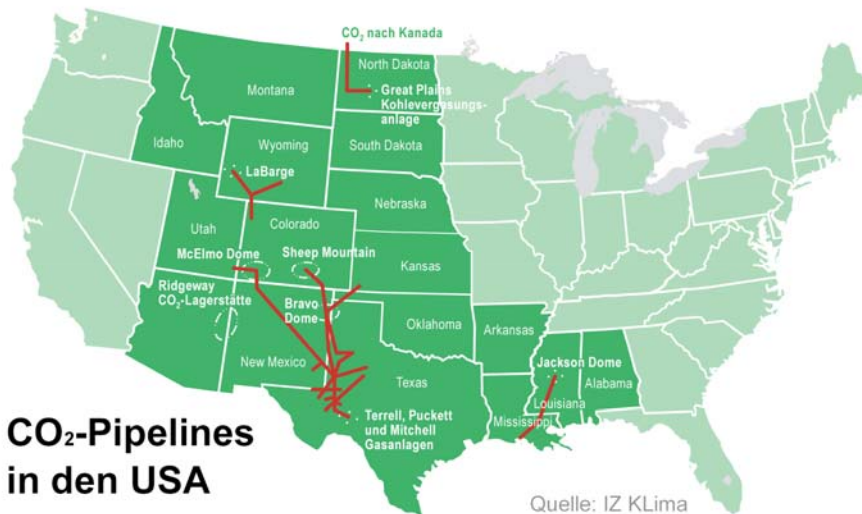 CO₂ nach Kanada
North Dakota
Great Plains
Kohlevergasungs-
anlage
Montana
Idaho
Wyoming
South Dakota
LaBarge
Nebraska
Utah
Colorado
McElmo Dome
Sheep Mountain
Kansas
Ridgeway
CO₂-Lagerstätte
Bravo
Dome
Oklahoma
Arkansas
New Mexico
Texas
Jackson Dome
Alabama
Louisiana
Mississippi
Terrell, Puckett
und Mitchell
Gasanlagen
CO₂-Pipelines
in den USA
Quelle: IZ KLima